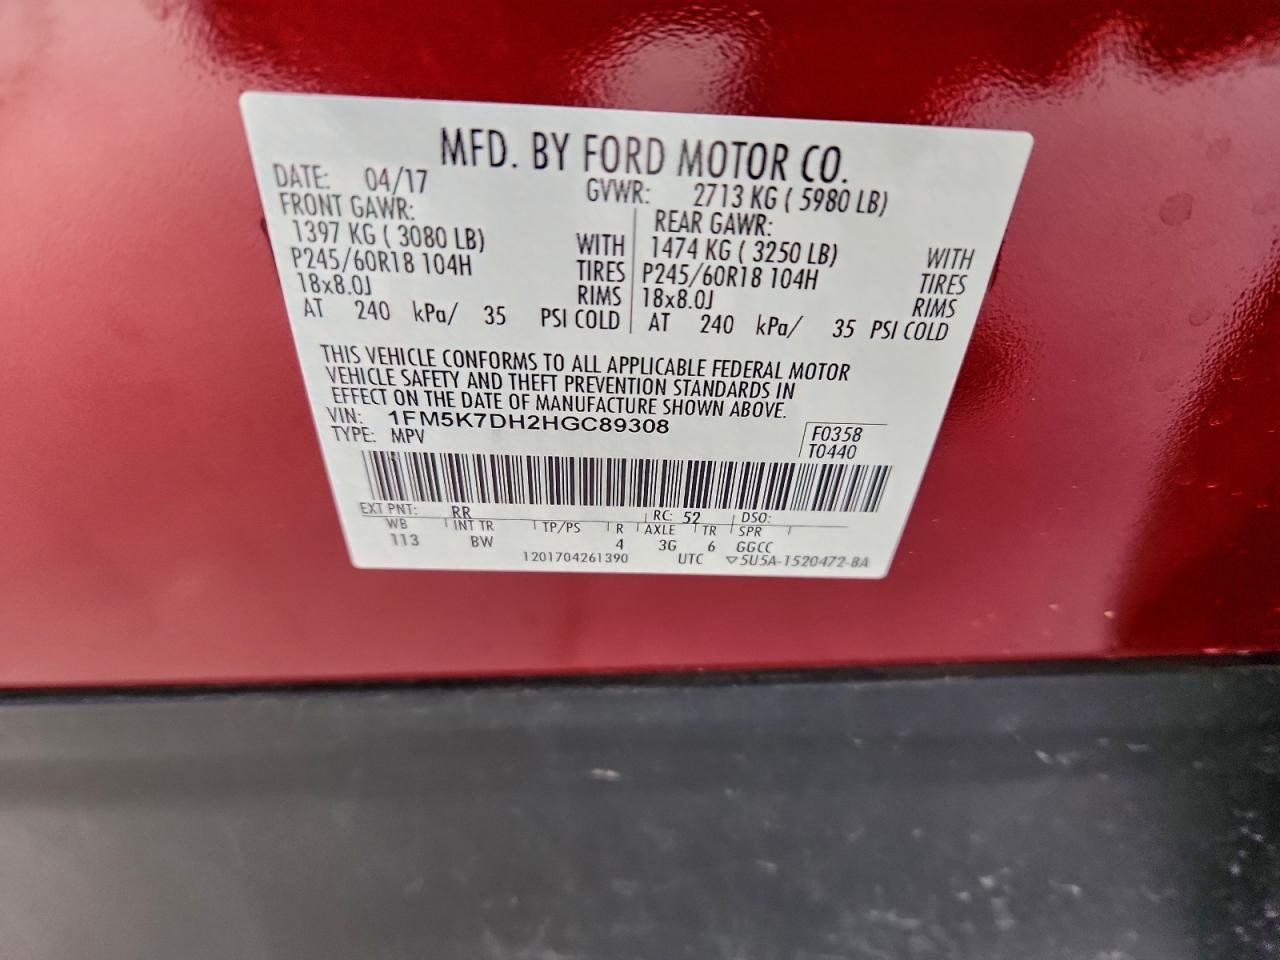 MFD. BY FORD MOTOR CO.
DATE: 04/17 GVWR: 2713 KG ( 5980 LB)
FRONT GAWR: REAR GAWR:
1397 KG ( 3080 LB) WITH 1474 KG ( 3250 LB) WITH
P245/60R18 104H TIRES P245/60R18 104H TIRES
18x8.0J RIMS 18x8.0J RIMS
AT 240 kPa/ 35 PSI COLD AT 240 kPa/ 35 PSI COLD
THIS VEHICLE CONFORMS TO ALL APPLICABLE FEDERAL MOTOR
VEHICLE SAFETY AND THEFT PREVENTION STANDARDS IN
EFFECT ON THE DATE OF MANUFACTURE SHOWN ABOVE.
VIN: 1FM5K7DH2HGC89308
TYPE: MPV
F0358
T0440
EXT PNT: RR RC: 52 DSO:
WB INT TR TP/PS R AXLE TR SPR
113 BW 4 3G 6 GGCC
1201704261390 UTC ▽5U5A-1520472-BA